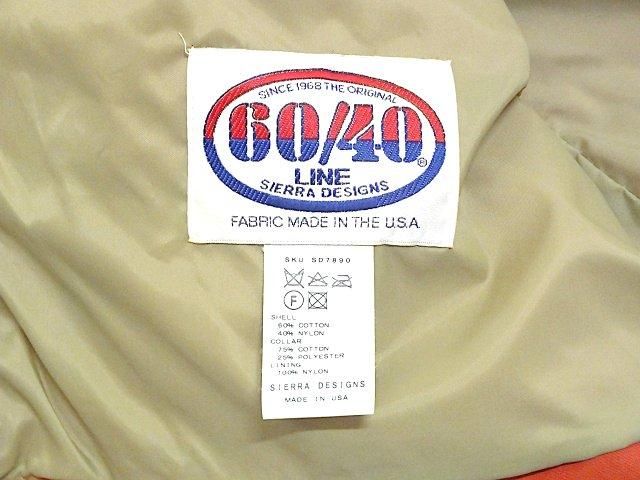 SINCE 1968 THE ORIGINAL
60/40®
LINE
SIERRA DESIGNS
FABRIC MADE IN THE U.S.A.
SKU SD7890
F
SHELL
60% COTTON
40% NYLON
COLLAR
75% COTTON
25% POLYESTER
LINING
100% NYLON
SIERRA DESIGNS
MADE IN USA